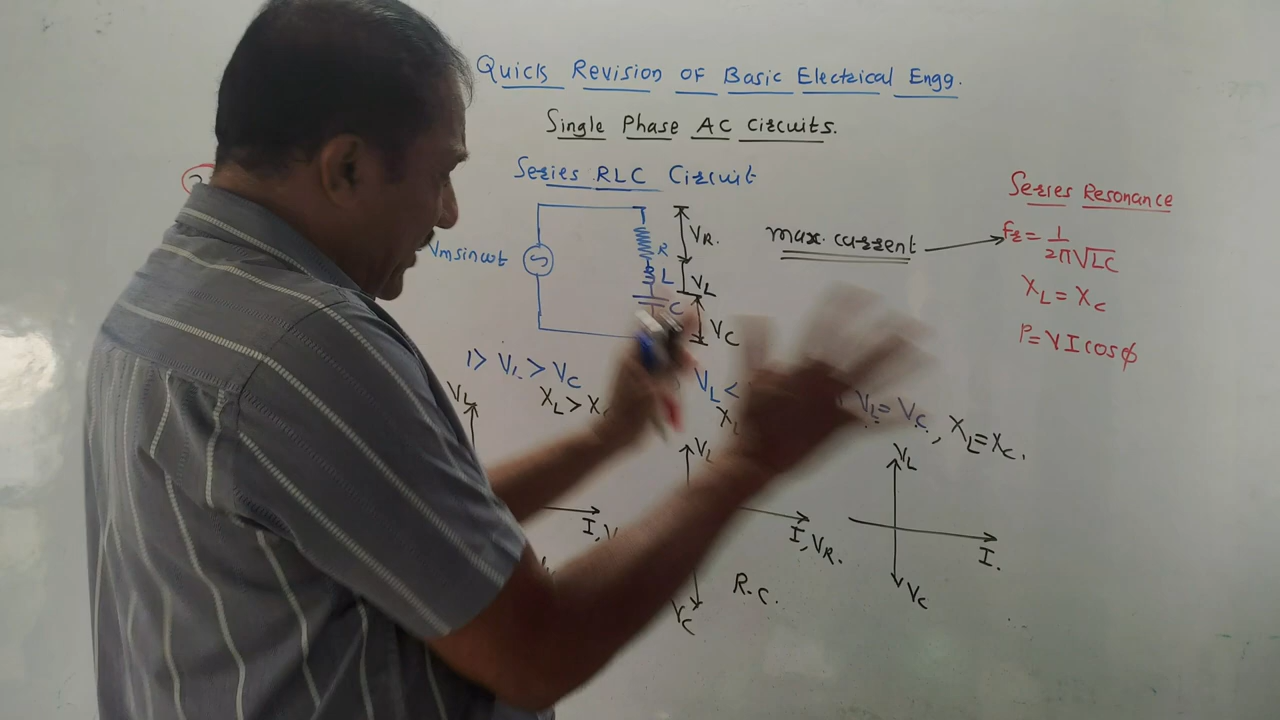 Quick Revision OF Basic Electrical Engg.
Single Phase AC Circuits.
Series RLC Circuit
Vmsinωt
R
L
C
VR.
VL
VC
max. current
Series Resonance
fr = 1/2π√LC
XL = XC
P = VI cosφ
1> VL > VC
XL > X
VL <
XL
VL = VC, XL = XC.
VL
I, V
VL
I, VR.
VC
R-C.
VL
I.
VC